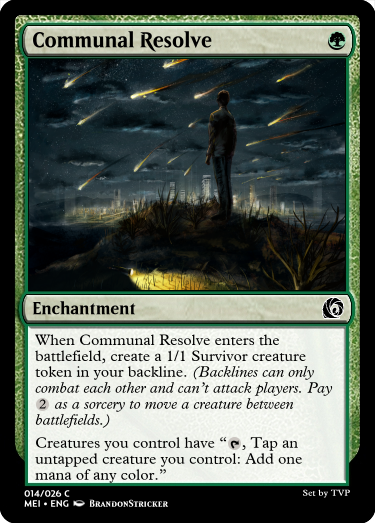 Communal Resolve
Enchantment
When Communal Resolve enters the
battlefield, create a 1/1 Survivor creature
token in your backline. (Backlines can only
combat each other and can't attack players. Pay
2 as a sorcery to move a creature between
battlefields.)
Creatures you control have “, Tap an
untapped creature you control: Add one
mana of any color.”
014/026 C
MEI • ENG BrandonStricker
Set by TVP